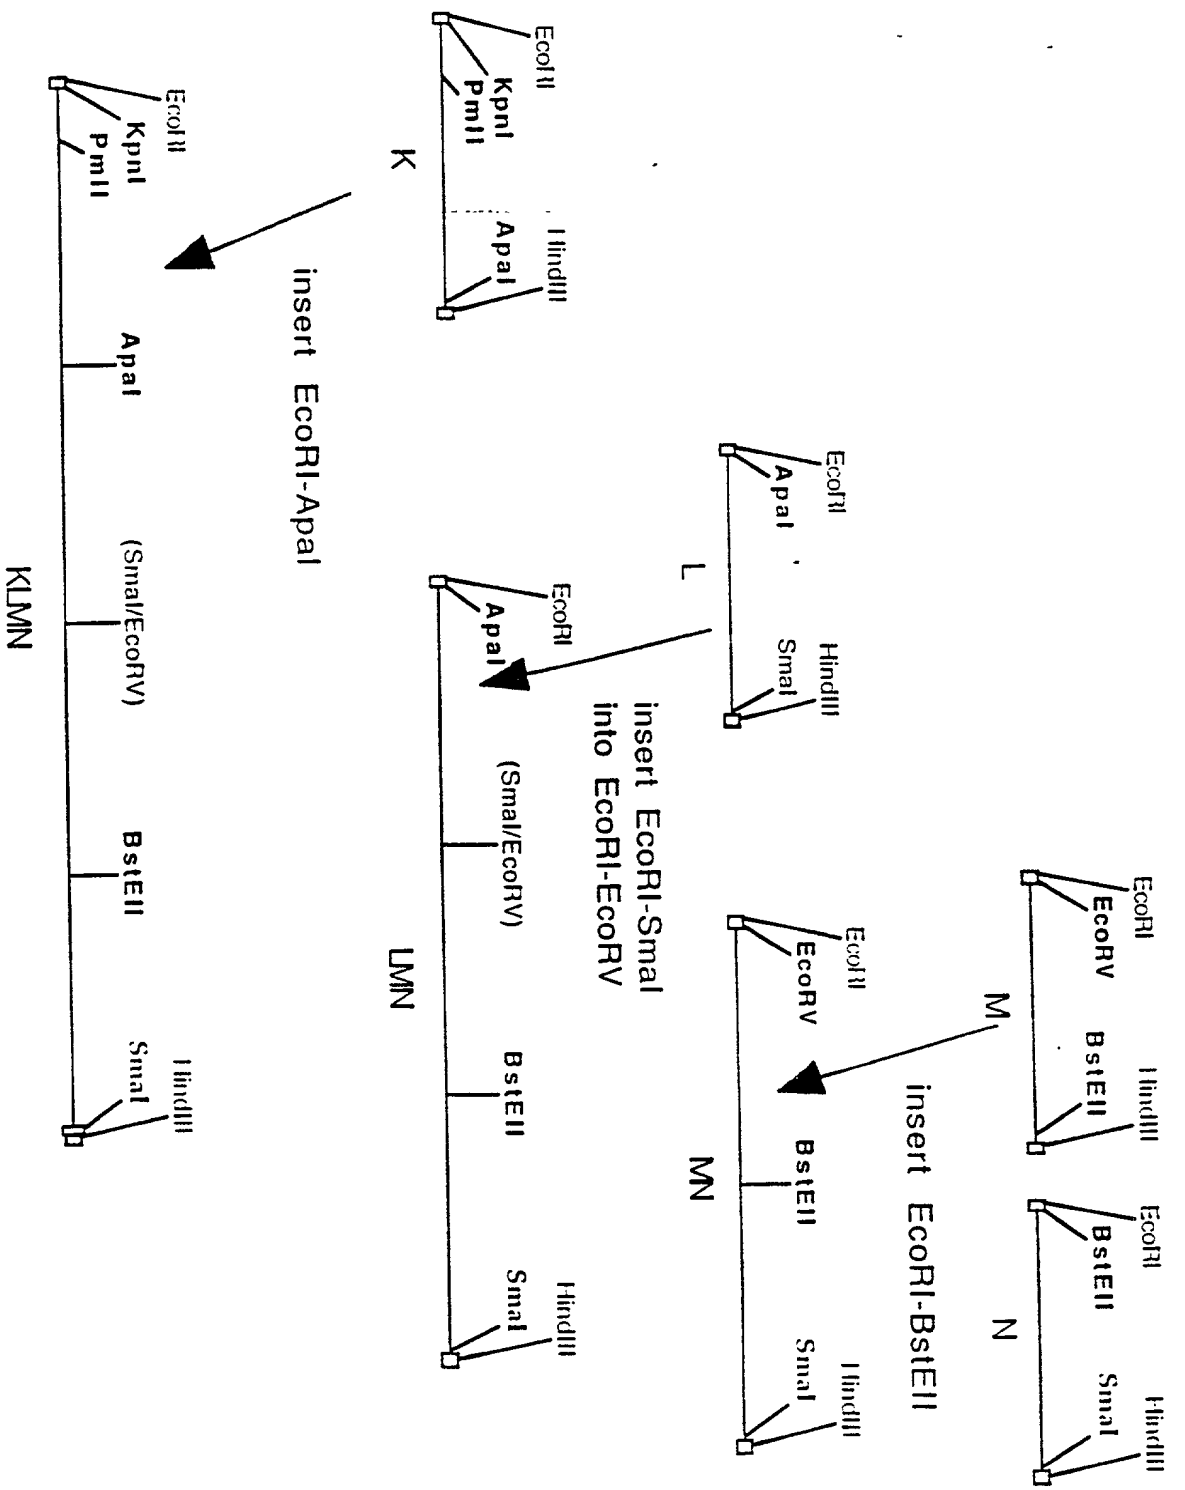 EcoRI
KpnI
PmlI
ApaI
HindIII
K
EcoRI
ApaI
SmaI
HindIII
L
EcoRI
EcoRV
BstEII
HindIII
M
EcoRI
BstEII
SmaI
HindIII
N
insert EcoRI-BstEII
EcoRI
EcoRV
BstEII
SmaI
HindIII
MN
insert EcoRI-SmaI
into EcoRI-EcoRV
EcoRI
ApaI
(SmaI/EcoRV)
BstEII
SmaI
HindIII
LMN
insert EcoRI-ApaI
EcoRI
KpnI
PmlI
ApaI
(SmaI/EcoRV)
BstEII
SmaI
HindIII
KLMN